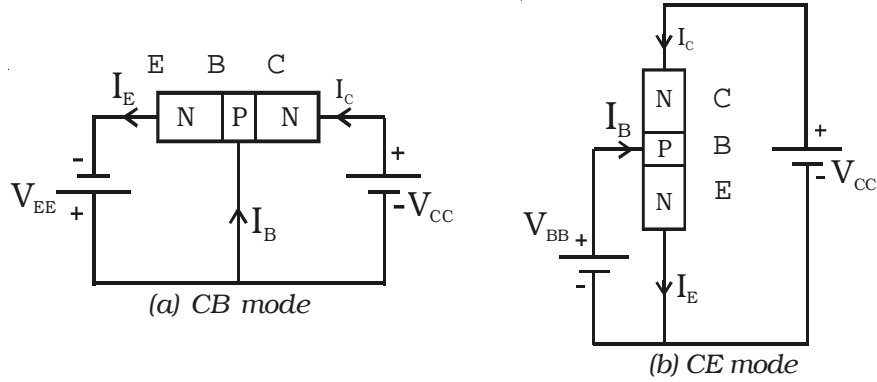 E B C
I_E
N P N
I_C
-
+
V_EE
+
-
V_CC
I_B
(a) CB mode
I_C
N
C
I_B
P
B
N
E
V_BB
+
-
+
-
V_CC
I_E
(b) CE mode